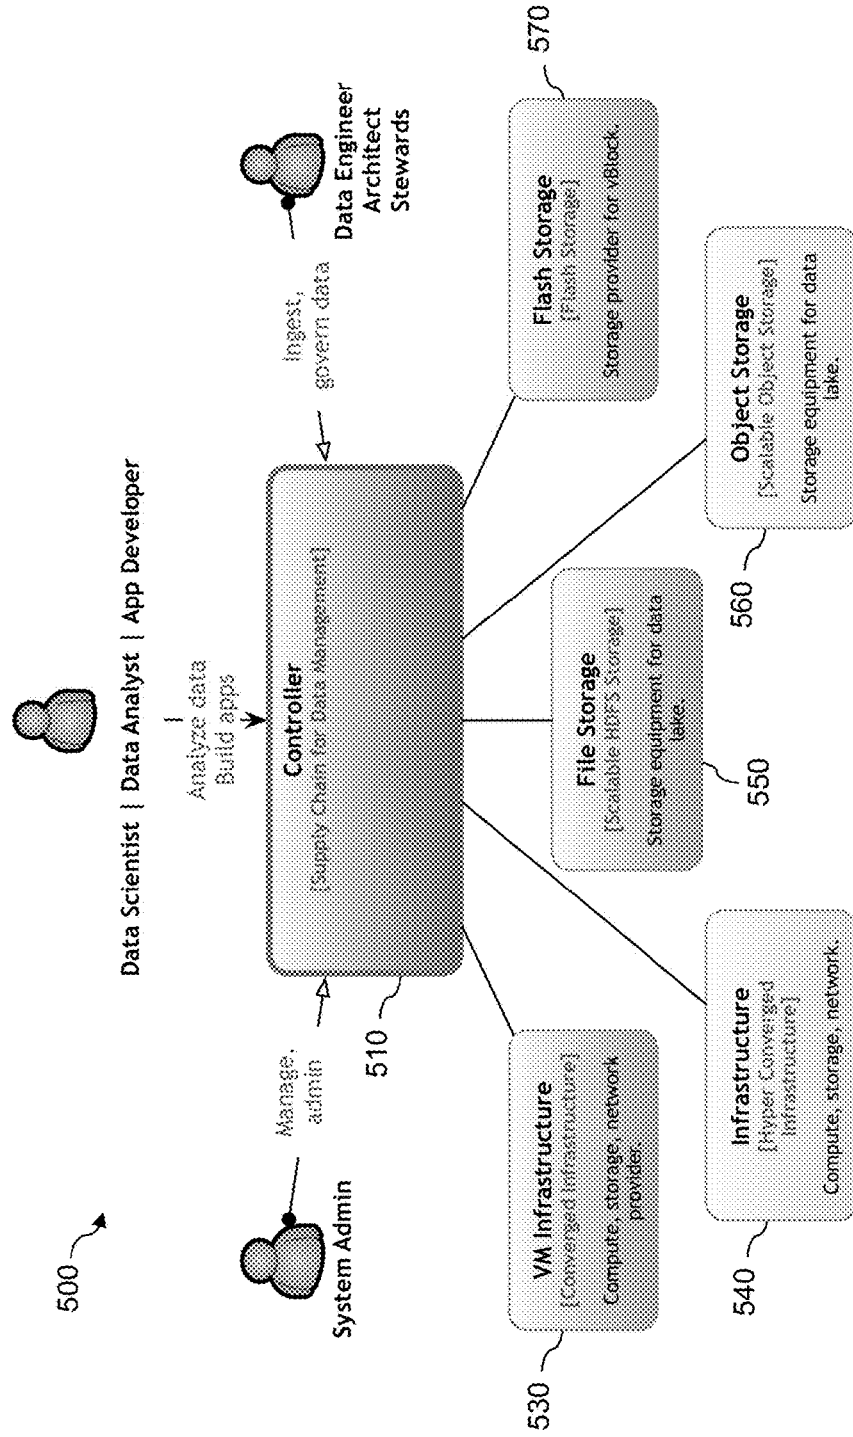 500
Data Scientist | Data Analyst | App Developer
Analyze data
Build apps
System Admin
Manage,
admin
Data Engineer
Architect
Stewards
Ingest,
govern data
Controller
[Supply Chain for Data Management]
510
VM Infrastructure
[Converged Infrastructure]
Compute, storage, network
provider.
530
Infrastructure
[Hyper Converged
Infrastructure]
Compute, storage, network.
540
File Storage
[Scalable HDFS Storage]
Storage equipment for data
lake.
550
Object Storage
[Scalable Object Storage]
Storage equipment for data
lake.
560
Flash Storage
[Flash Storage]
Storage provider for vBlock.
570